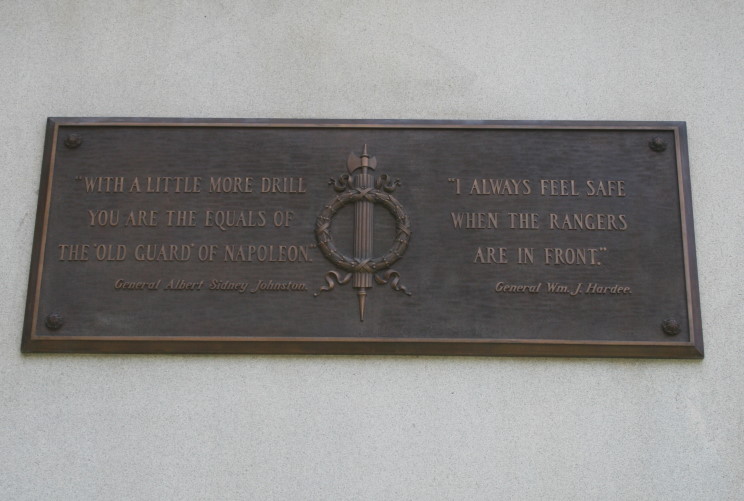 "WITH A LITTLE MORE DRILL
YOU ARE THE EQUALS OF
THE 'OLD GUARD' OF NAPOLEON."
General Albert Sidney Johnston.
"I ALWAYS FEEL SAFE
WHEN THE RANGERS
ARE IN FRONT."
General Wm. J. Hardee.